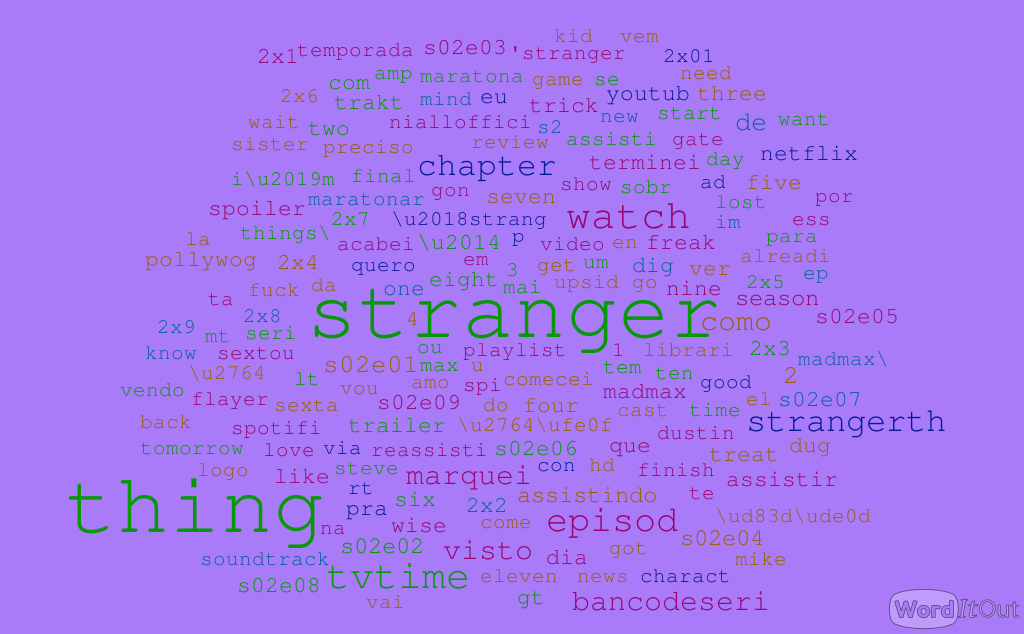 kid vem
2x1 temporada s02e03 ' stranger 2x01
com amp maratona game se need
2x6 trakt mind eu trick youtub three
wait two nialloffici s2 new start de want
sister preciso review assisti gate
i\u2019m final chapter terminei day netflix
maratonar gon seven show sobr ad five
spoiler 2x7 \u2018strang watch lost por
la things\ acabei \u2014 p video en freak im ess para
pollywog 2x4 quero em 3 get um dig ver alreadi
fuck da one eight mai upsid go nine 2x5 ep
ta 2x8 4 stranger season
2x9 mt seri como s02e05
know sextou ou playlist 1 librari 2x3 madmax\
\u2764 s02e01 max u tem ten
vendo flayer lt vou amo spi comecei madmax good 2
back sexta s02e09 do four cast time el s02e07
spotifi trailer \u2764\ufe0f dustin strangerth
tomorrow love via reassisti s02e06 que treat dug
logo like steve marquei con hd finish assistir
thing rt six 2x2 assistindo te
na pra wise come episod \ud83d\ude0d
soundtrack s02e02 visto dia got s02e04 mike
s02e08 tvtime eleven news charact
vai gt bancodeseri
WordItOut